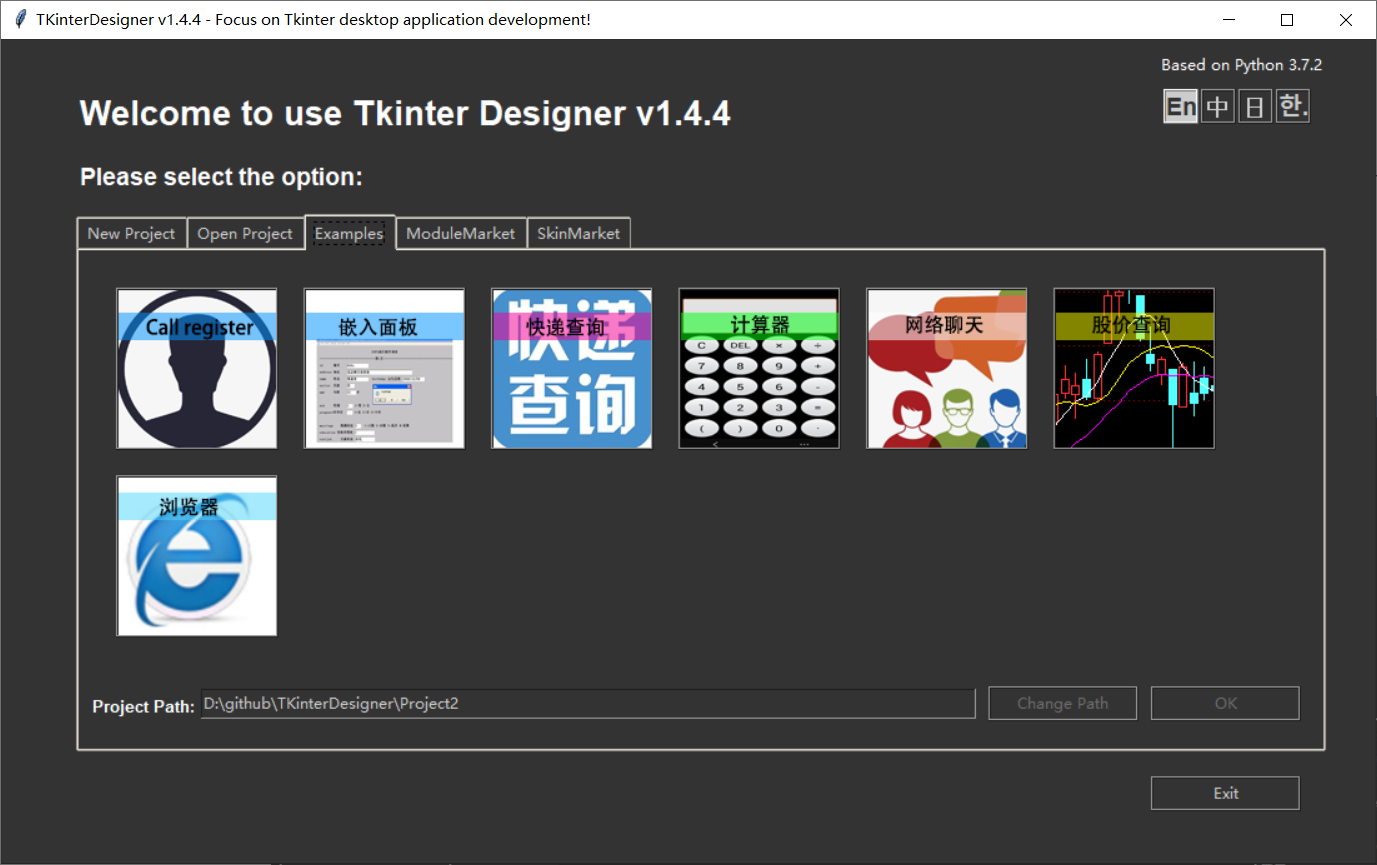 TKinterDesigner v1.4.4 - Focus on Tkinter desktop application development!
Based on Python 3.7.2
Welcome to use Tkinter Designer v1.4.4
En 中 日 한.
Please select the option:
New Project Open Project Examples ModuleMarket SkinMarket
Call register
嵌入面板
快递查询
快递
查询
计算器
C DEL × ÷
7 8 9 +
4 5 6 -
1 2 3 =
( ) 0 ·
网络聊天
股价查询
浏览器
Project Path: D:\github\TKinterDesigner\Project2 Change Path OK
Exit